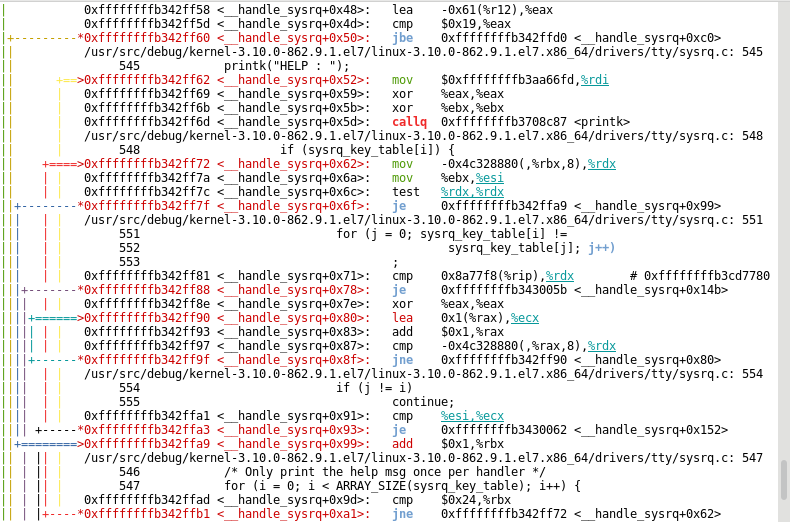 0xffffffffb342ff58 <__handle_sysrq+0x48>: lea -0x61(%r12),%eax
0xffffffffb342ff5d <__handle_sysrq+0x4d>: cmp $0x19,%eax
+---------*0xffffffffb342ff60 <__handle_sysrq+0x50>: jbe 0xffffffffb342ffd0 <__handle_sysrq+0xc0>
/usr/src/debug/kernel-3.10.0-862.9.1.el7/linux-3.10.0-862.9.1.el7.x86_64/drivers/tty/sysrq.c: 545
545 printk("HELP : ");
+==>0xffffffffb342ff62 <__handle_sysrq+0x52>: mov $0xffffffffb3aa66fd,%rdi
0xffffffffb342ff69 <__handle_sysrq+0x59>: xor %eax,%eax
0xffffffffb342ff6b <__handle_sysrq+0x5b>: xor %ebx,%ebx
0xffffffffb342ff6d <__handle_sysrq+0x5d>: callq 0xffffffffb3708c87 <printk>
/usr/src/debug/kernel-3.10.0-862.9.1.el7/linux-3.10.0-862.9.1.el7.x86_64/drivers/tty/sysrq.c: 548
548 if (sysrq_key_table[i]) {
+====>0xffffffffb342ff72 <__handle_sysrq+0x62>: mov -0x4c328880(,%rbx,8),%rdx
0xffffffffb342ff7a <__handle_sysrq+0x6a>: mov %ebx,%esi
0xffffffffb342ff7c <__handle_sysrq+0x6c>: test %rdx,%rdx
+--------*0xffffffffb342ff7f <__handle_sysrq+0x6f>: je 0xffffffffb342ffa9 <__handle_sysrq+0x99>
/usr/src/debug/kernel-3.10.0-862.9.1.el7/linux-3.10.0-862.9.1.el7.x86_64/drivers/tty/sysrq.c: 551
551 for (j = 0; sysrq_key_table[i] !=
552 sysrq_key_table[j]; j++)
553 ;
0xffffffffb342ff81 <__handle_sysrq+0x71>: cmp 0x8a77f8(%rip),%rdx # 0xffffffffb3cd7780
+-------*0xffffffffb342ff88 <__handle_sysrq+0x78>: je 0xffffffffb343005b <__handle_sysrq+0x14b>
0xffffffffb342ff8e <__handle_sysrq+0x7e>: xor %eax,%eax
+======>0xffffffffb342ff90 <__handle_sysrq+0x80>: lea 0x1(%rax),%ecx
0xffffffffb342ff93 <__handle_sysrq+0x83>: add $0x1,%rax
0xffffffffb342ff97 <__handle_sysrq+0x87>: cmp -0x4c328880(,%rax,8),%rdx
+------*0xffffffffb342ff9f <__handle_sysrq+0x8f>: jne 0xffffffffb342ff90 <__handle_sysrq+0x80>
/usr/src/debug/kernel-3.10.0-862.9.1.el7/linux-3.10.0-862.9.1.el7.x86_64/drivers/tty/sysrq.c: 554
554 if (j != i)
555 continue;
0xffffffffb342ffa1 <__handle_sysrq+0x91>: cmp %esi,%ecx
+-----*0xffffffffb342ffa3 <__handle_sysrq+0x93>: je 0xffffffffb3430062 <__handle_sysrq+0x152>
+========>0xffffffffb342ffa9 <__handle_sysrq+0x99>: add $0x1,%rbx
/usr/src/debug/kernel-3.10.0-862.9.1.el7/linux-3.10.0-862.9.1.el7.x86_64/drivers/tty/sysrq.c: 547
546 /* Only print the help msg once per handler */
547 for (i = 0; i < ARRAY_SIZE(sysrq_key_table); i++) {
0xffffffffb342ffad <__handle_sysrq+0x9d>: cmp $0x24,%rbx
+----*0xffffffffb342ffb1 <__handle_sysrq+0xa1>: jne 0xffffffffb342ff72 <__handle_sysrq+0x62>